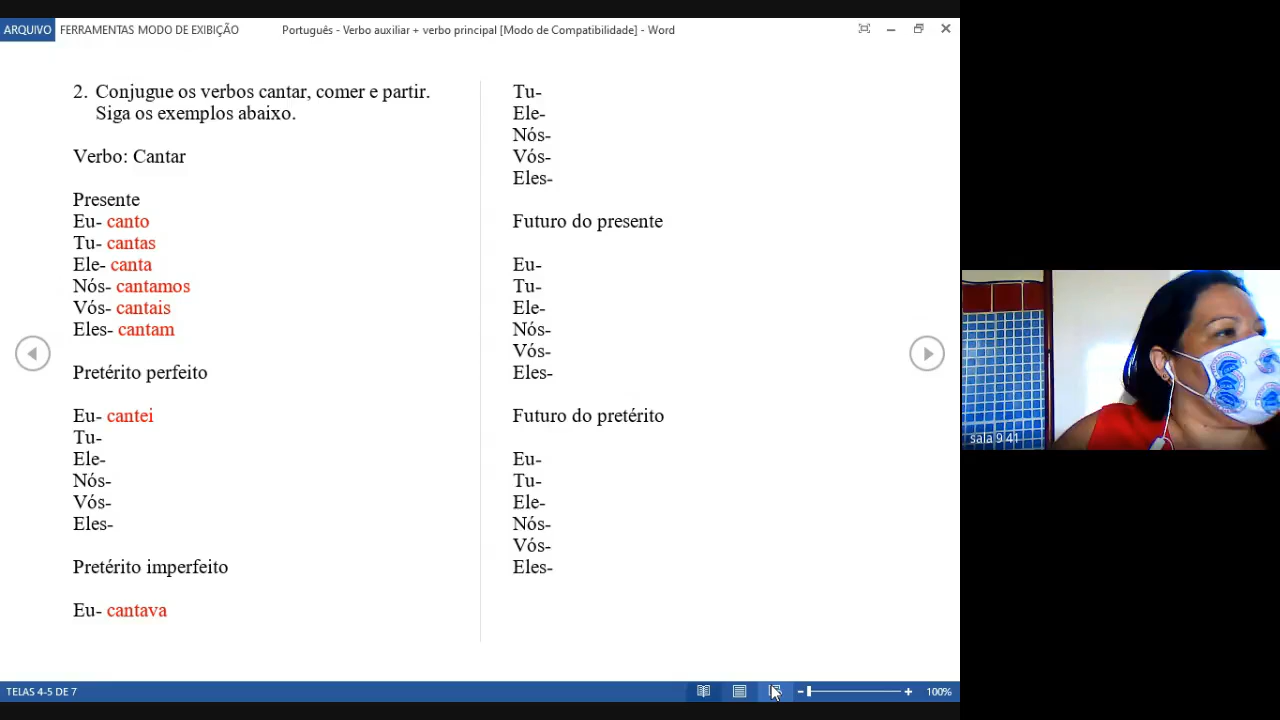 ARQUIVO FERRAMENTAS MODO DE EXIBIÇÃO Português - Verbo auxiliar + verbo principal [Modo de Compatibilidade] - Word
2. Conjugue os verbos cantar, comer e partir.
Siga os exemplos abaixo.
Verbo: Cantar
Presente
Eu- canto
Tu- cantas
Ele- canta
Nós- cantamos
Vós- cantais
Eles- cantam
Pretérito perfeito
Eu- cantei
Tu-
Ele-
Nós-
Vós-
Eles-
Pretérito imperfeito
Eu- cantava
Tu-
Ele-
Nós-
Vós-
Eles-
Futuro do presente
Eu-
Tu-
Ele-
Nós-
Vós-
Eles-
Futuro do pretérito
Eu-
Tu-
Ele-
Nós-
Vós-
Eles-
sala 9 41
TELAS 4-5 DE 7
100%